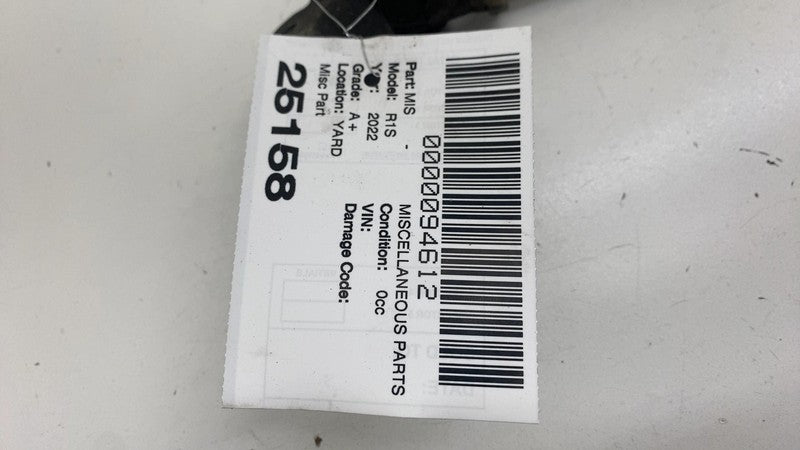 0000094612
Part: MIS - MISCELLANEOUS PARTS
Model: R1S Condition: 0cc
Year: 2022 VIN:
Grade: A+ Damage Code:
Location: YARD
Misc Part
25158